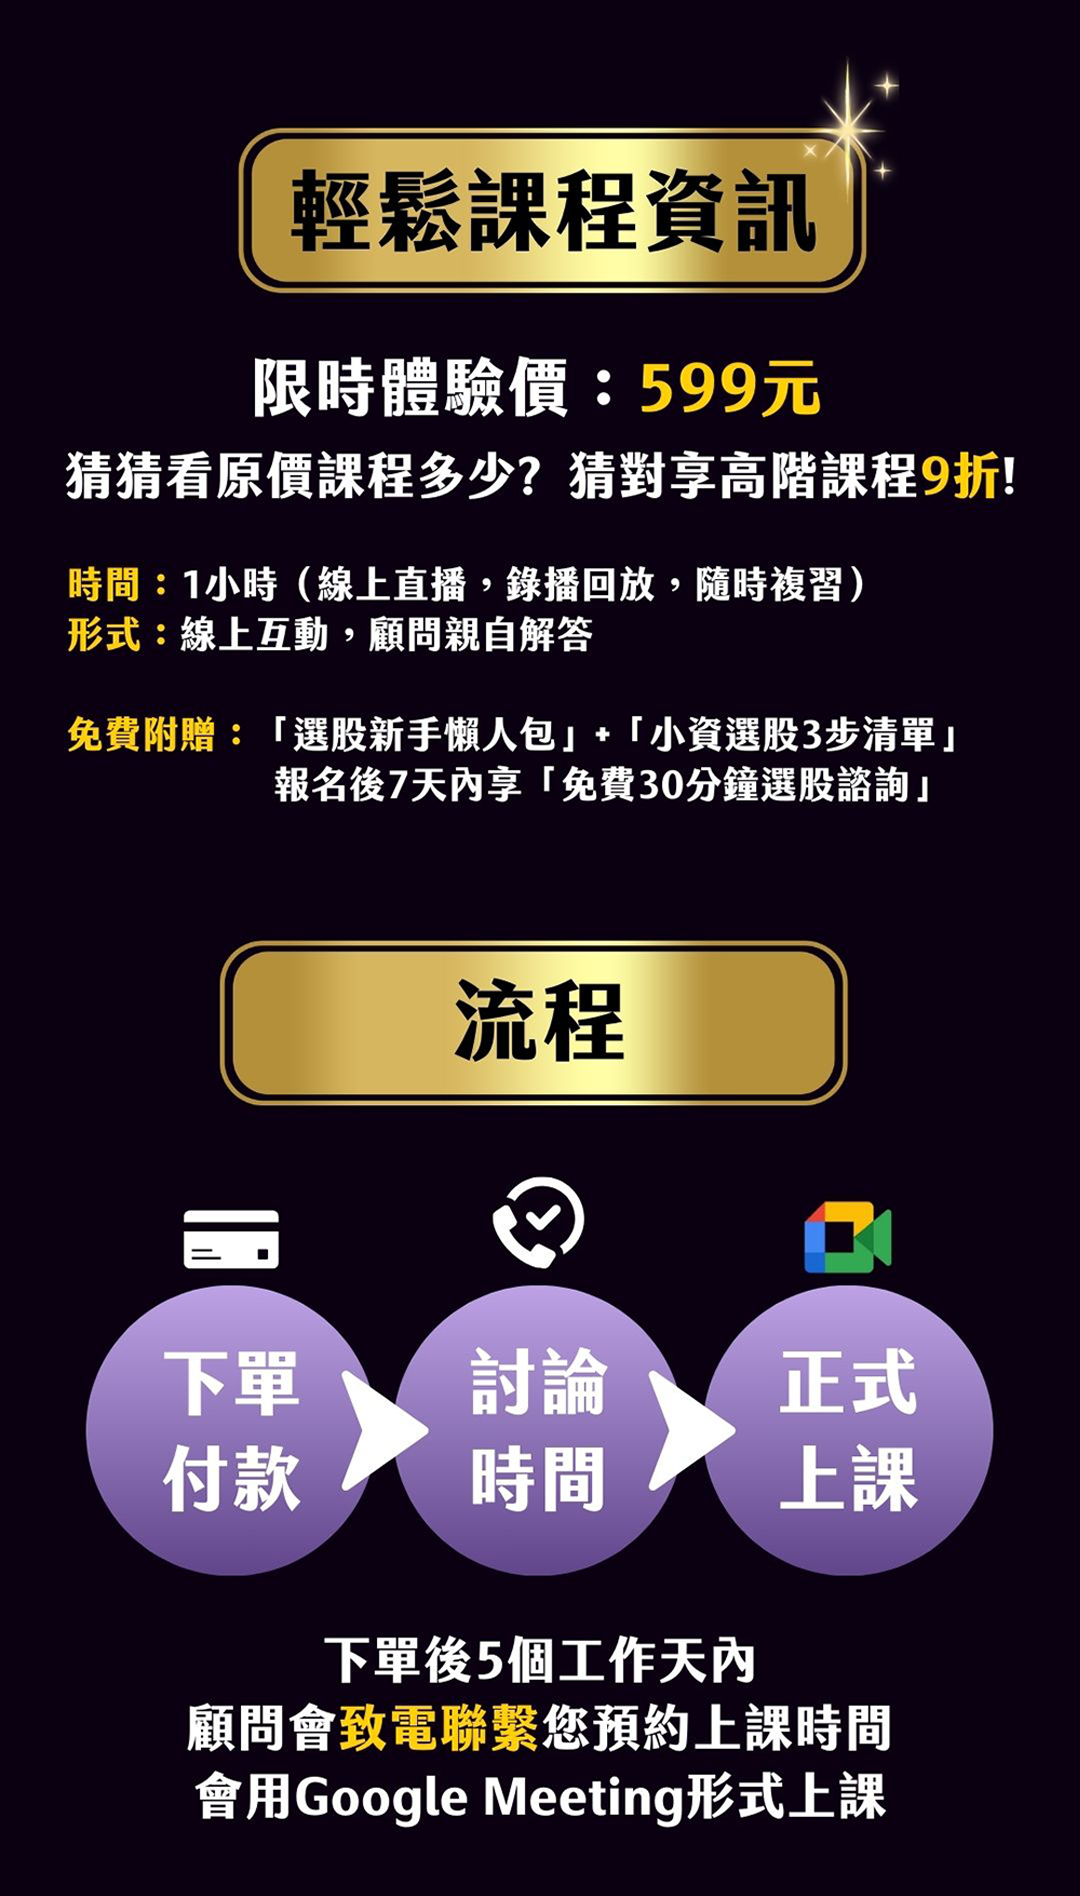 輕鬆課程資訊
限時體驗價：599元
猜猜看原價課程多少? 猜對享高階課程9折!
時間：1小時（線上直播，錄播回放，隨時複習）
形式：線上互動，顧問親自解答
免費附贈：「選股新手懶人包」+「小資選股3步清單」
報名後7天內享「免費30分鐘選股諮詢」
流程
下單
付款
討論
時間
正式
上課
下單後5個工作天內
顧問會致電聯繫您預約上課時間
會用Google Meeting形式上課